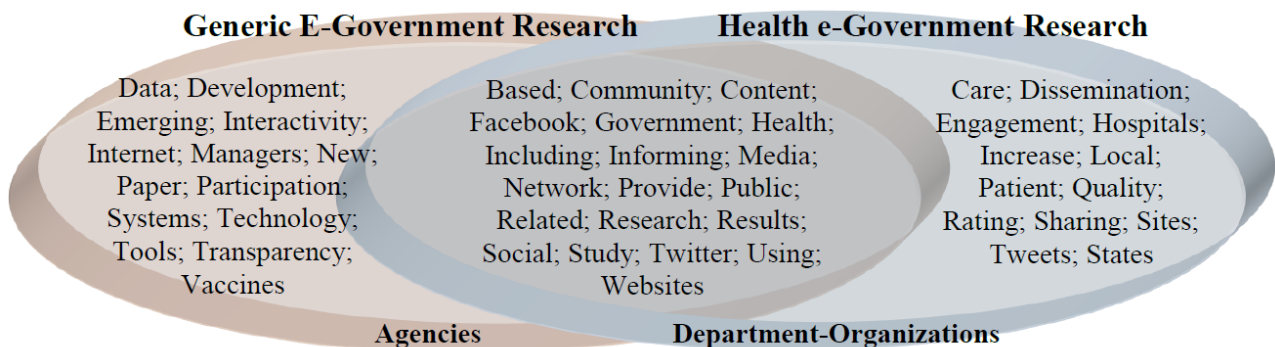 Generic E-Government Research
Health e-Government Research
Data; Development;
Emerging; Interactivity;
Internet; Managers; New;
Paper; Participation;
Systems; Technology;
Tools; Transparency;
Vaccines
Based; Community; Content;
Facebook; Government; Health;
Including; Informing; Media;
Network; Provide; Public;
Related; Research; Results;
Social; Study; Twitter; Using;
Websites
Care; Dissemination;
Engagement; Hospitals;
Increase; Local;
Patient; Quality;
Rating; Sharing; Sites;
Tweets; States
Agencies
Department-Organizations